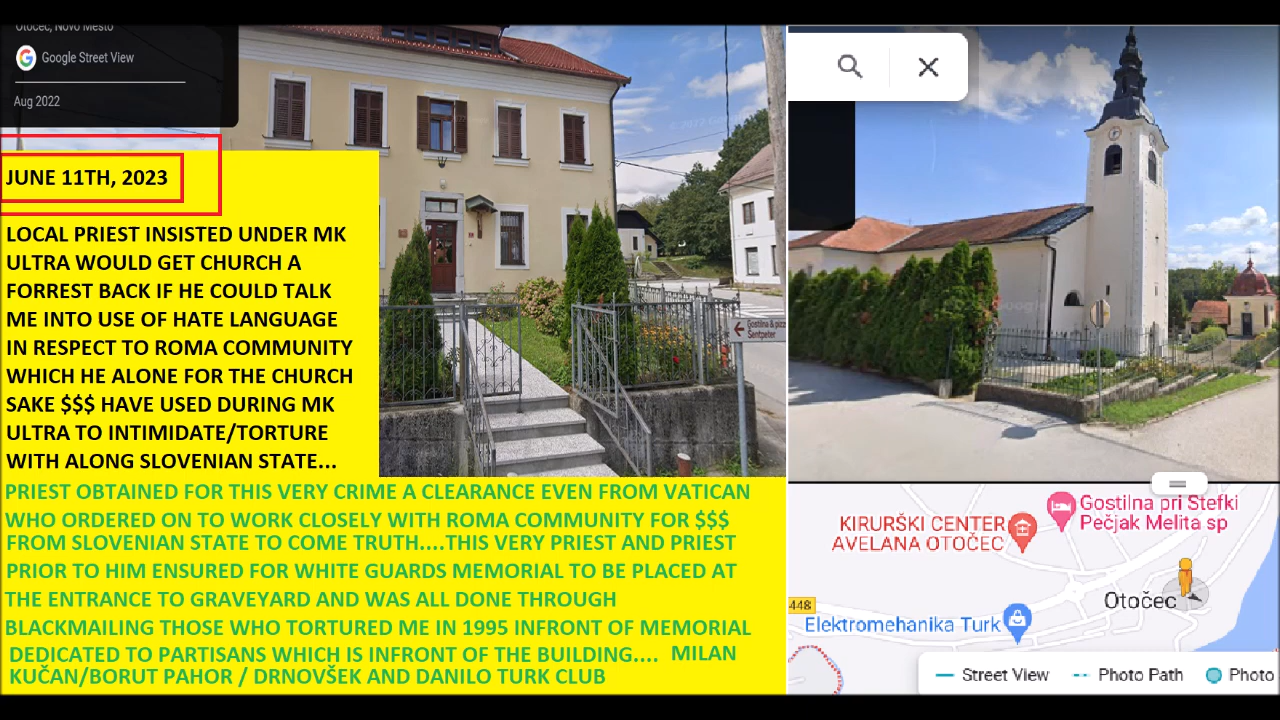 Otočec, Novo Mesto
Google Street View
Aug 2022
JUNE 11TH, 2023
LOCAL PRIEST INSISTED UNDER MK
ULTRA WOULD GET CHURCH A
FORREST BACK IF HE COULD TALK
ME INTO USE OF HATE LANGUAGE
IN RESPECT TO ROMA COMMUNITY
WHICH HE ALONE FOR THE CHURCH
SAKE $$$ HAVE USED DURING MK
ULTRA TO INTIMIDATE/TORTURE
WITH ALONG SLOVENIAN STATE...
PRIEST OBTAINED FOR THIS VERY CRIME A CLEARANCE EVEN FROM VATICAN
WHO ORDERED ON TO WORK CLOSELY WITH ROMA COMMUNITY FOR $$$
FROM SLOVENIAN STATE TO COME TRUTH....THIS VERY PRIEST AND PRIEST
PRIOR TO HIM ENSURED FOR WHITE GUARDS MEMORIAL TO BE PLACED AT
THE ENTRANCE TO GRAVEYARD AND WAS ALL DONE THROUGH
BLACKMAILING THOSE WHO TORTURED ME IN 1995 INFRONT OF MEMORIAL
DEDICATED TO PARTISANS WHICH IS INFRONT OF THE BUILDING.... MILAN
KUČAN/BORUT PAHOR / DRNOVŠEK AND DANILO TURK CLUB
Gostilna & pizz
Šentpeter
Gostilna pri Štefki
Pečjak Melita sp
KIRURŠKI CENTER
AVELANA OTOČEC
448
Otočec
Elektromehanika Turk
Street View
Photo Path
Photo